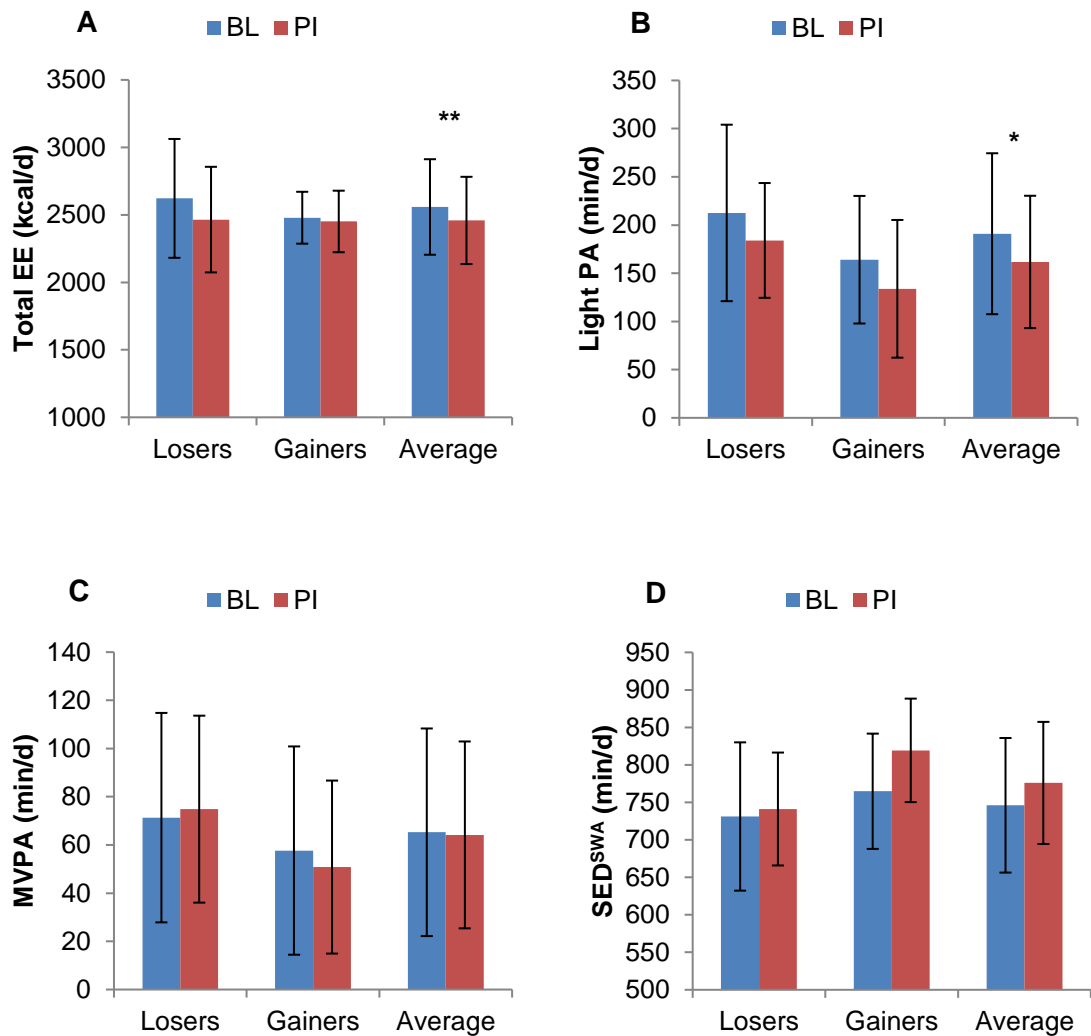 A
BL PI
Total EE (kcal/d)
3500
3000
2500
2000
1500
1000
**
Losers Gainers Average
B
BL PI
Light PA (min/d)
350
300
250
200
150
100
50
0
*
Losers Gainers Average
C
BL PI
MVPA (min/d)
140
120
100
80
60
40
20
0
Losers Gainers Average
D
BL PI
SEDSWA (min/d)
950
900
850
800
750
700
650
600
550
500
Losers Gainers Average